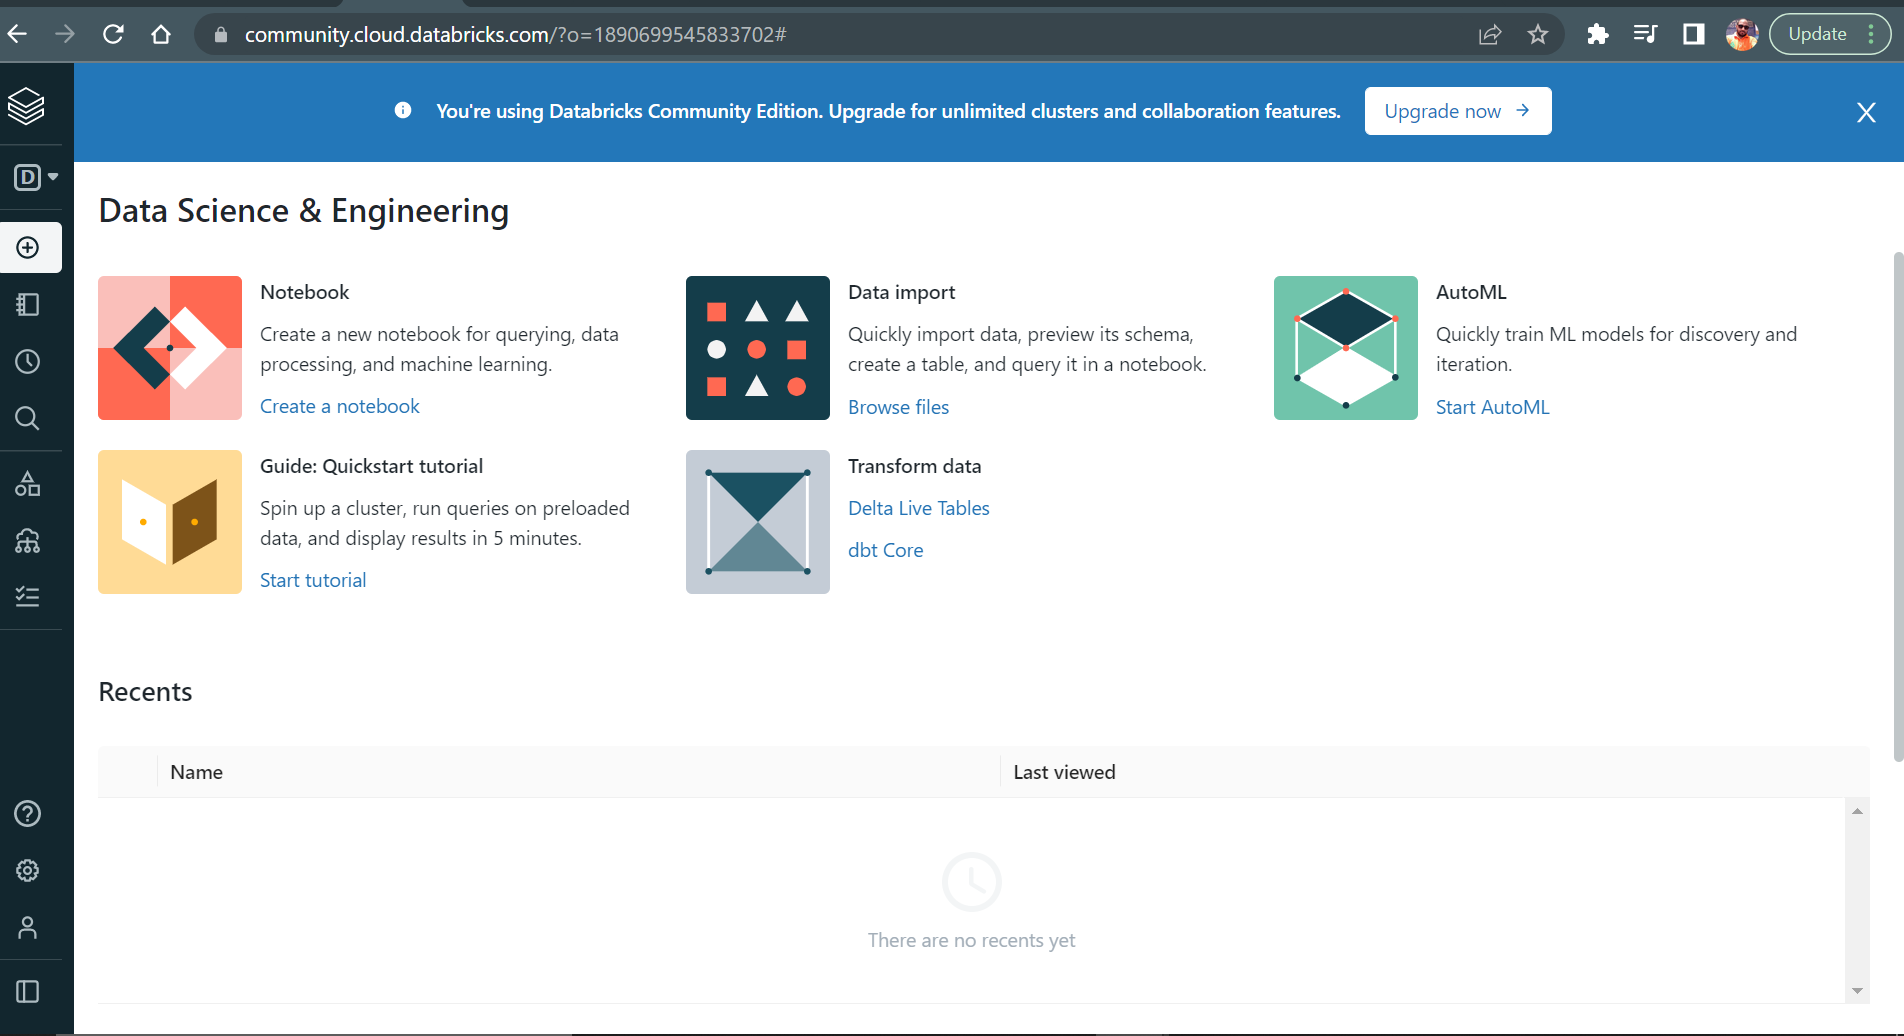 community.cloud.databricks.com/?o=1890699545833702#
Update
You're using Databricks Community Edition. Upgrade for unlimited clusters and collaboration features.
Upgrade now
D
Data Science & Engineering
Notebook
Create a new notebook for querying, data
processing, and machine learning.
Create a notebook
Data import
Quickly import data, preview its schema,
create a table, and query it in a notebook.
Browse files
AutoML
Quickly train ML models for discovery and
iteration.
Start AutoML
Guide: Quickstart tutorial
Spin up a cluster, run queries on preloaded
data, and display results in 5 minutes.
Start tutorial
Transform data
Delta Live Tables
dbt Core
Recents
Name
Last viewed
There are no recents yet